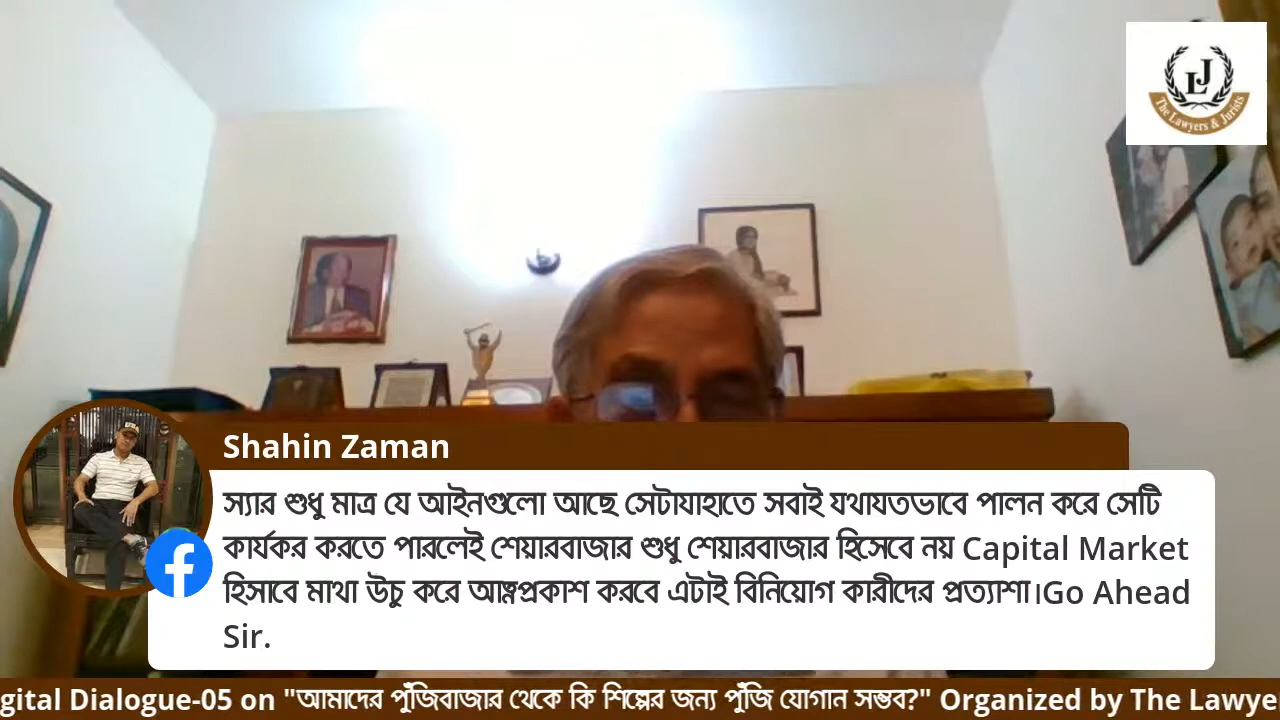 LJ
The Lawyers & Jurists
Shahin Zaman
স্যার শুধু মাত্র যে আইনগুলো আছে সেটাযাহাতে সবাই যথাযতভাবে পালন করে সেটি
কার্যকর করতে পারলেই শেয়ারবাজার শুধু শেয়ারবাজার হিসেবে নয় Capital Market
হিসাবে মাথা উচু করে আত্নপ্রকাশ করবে এটাই বিনিয়োগ কারীদের প্রত্যাশা।Go Ahead
Sir.
gital Dialogue-05 on "আমাদের পুঁজিবাজার থেকে কি শিল্পের জন্য পুঁজি যোগান সম্ভব?" Organized by The Lawye